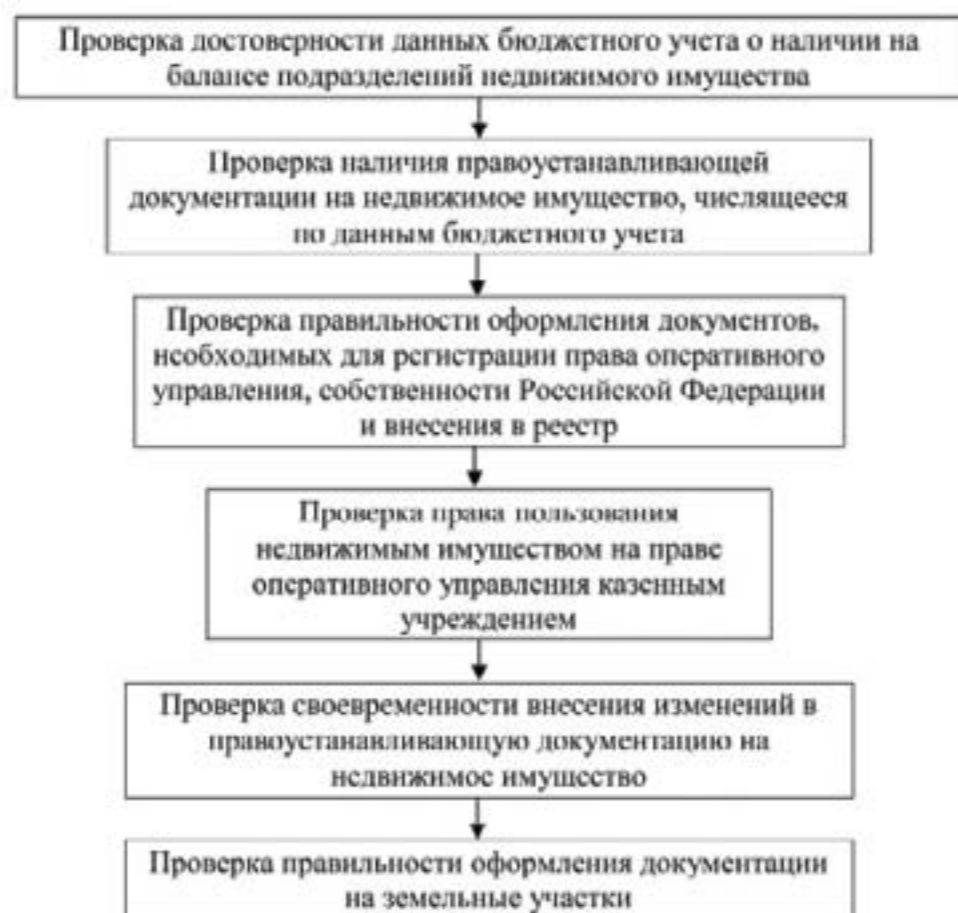 Проверка достоверности данных бюджетного учета о наличии на
балансе подразделений недвижимого имущества
Проверка наличия правоустанавливающей
документации на недвижимое имущество, числящееся
по данным бюджетного учета
Проверка правильности оформления документов,
необходимых для регистрации права оперативного
управления, собственности Российской Федерации
и внесения в реестр
Проверка права пользования
недвижимым имуществом на праве
оперативного управления казенным
учреждением
Проверка своевременности внесения изменений в
правоустанавливающую документацию на
недвижимое имущество
Проверка правильности оформления документации
на земельные участки